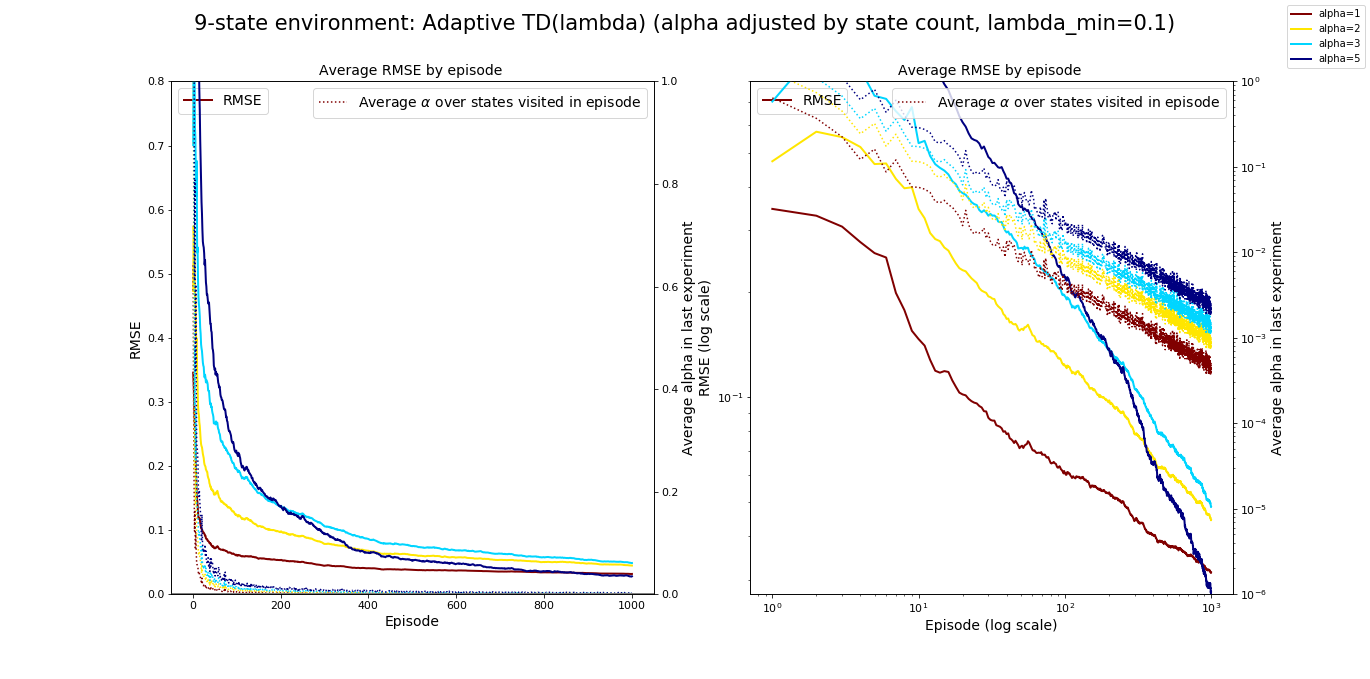 9-state environment: Adaptive TD(lambda) (alpha adjusted by state count, lambda_min=0.1)
alpha=1
alpha=2
alpha=3
alpha=5
Average RMSE by episode
RMSE
Average α over states visited in episode
0.8
0.7
0.6
0.5
0.4
0.3
0.2
0.1
0.0
RMSE
1.0
0.8
0.6
0.4
0.2
0.0
Average alpha in last experiment
0
200
400
600
800
1000
Episode
Average RMSE by episode
RMSE
Average α over states visited in episode
10⁻¹
RMSE (log scale)
10⁰
10⁻¹
10⁻²
10⁻³
10⁻⁴
10⁻⁵
10⁻⁶
Average alpha in last experiment
10⁰
10¹
10²
10³
Episode (log scale)